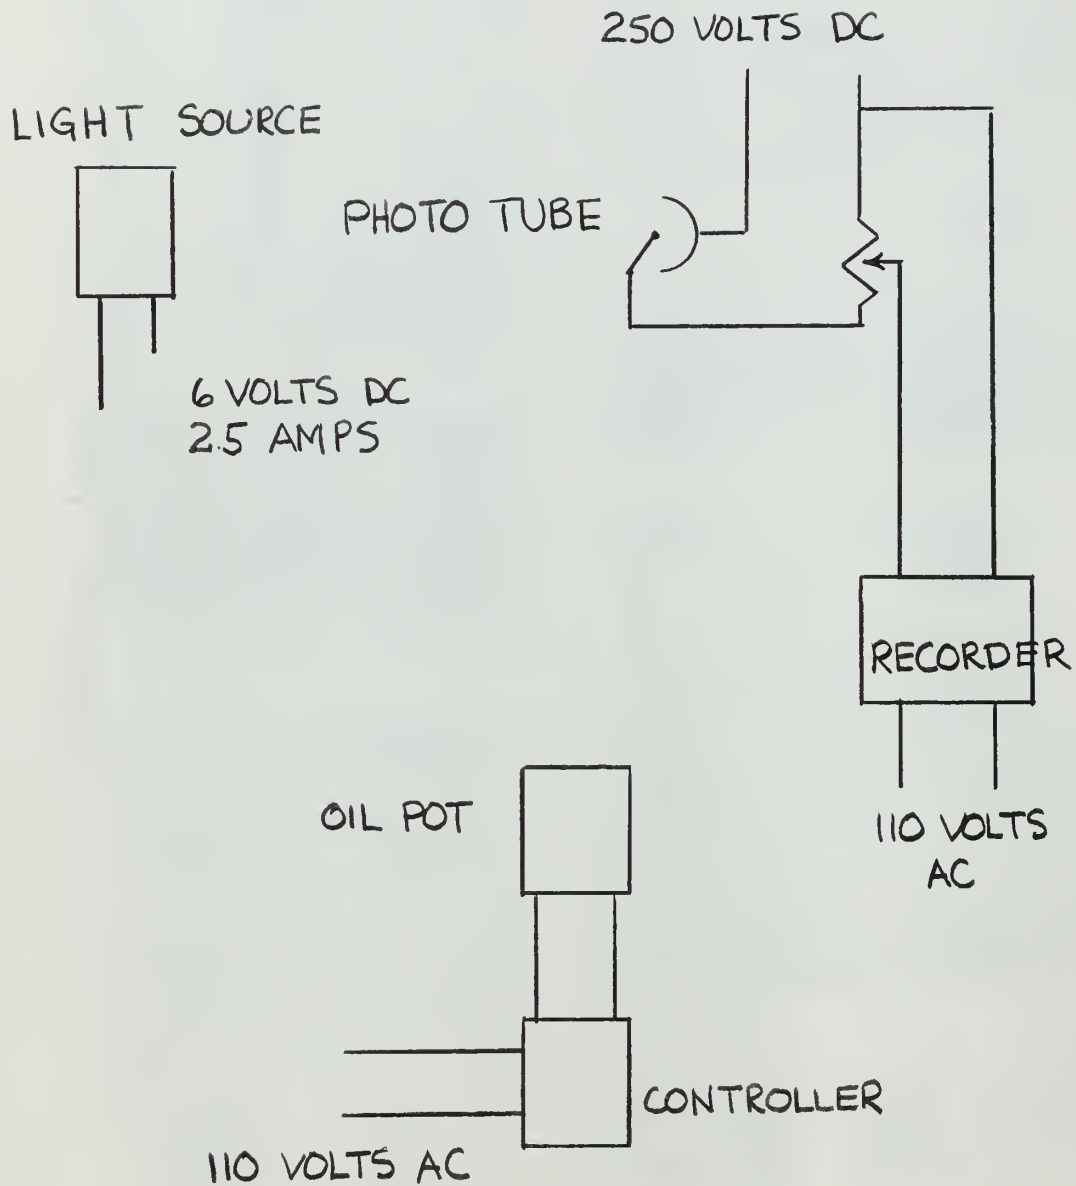 250 VOLTS DC
LIGHT SOURCE
PHOTO TUBE
6 VOLTS DC
2.5 AMPS
RECORDER
OIL POT
110 VOLTS
AC
CONTROLLER
110 VOLTS AC